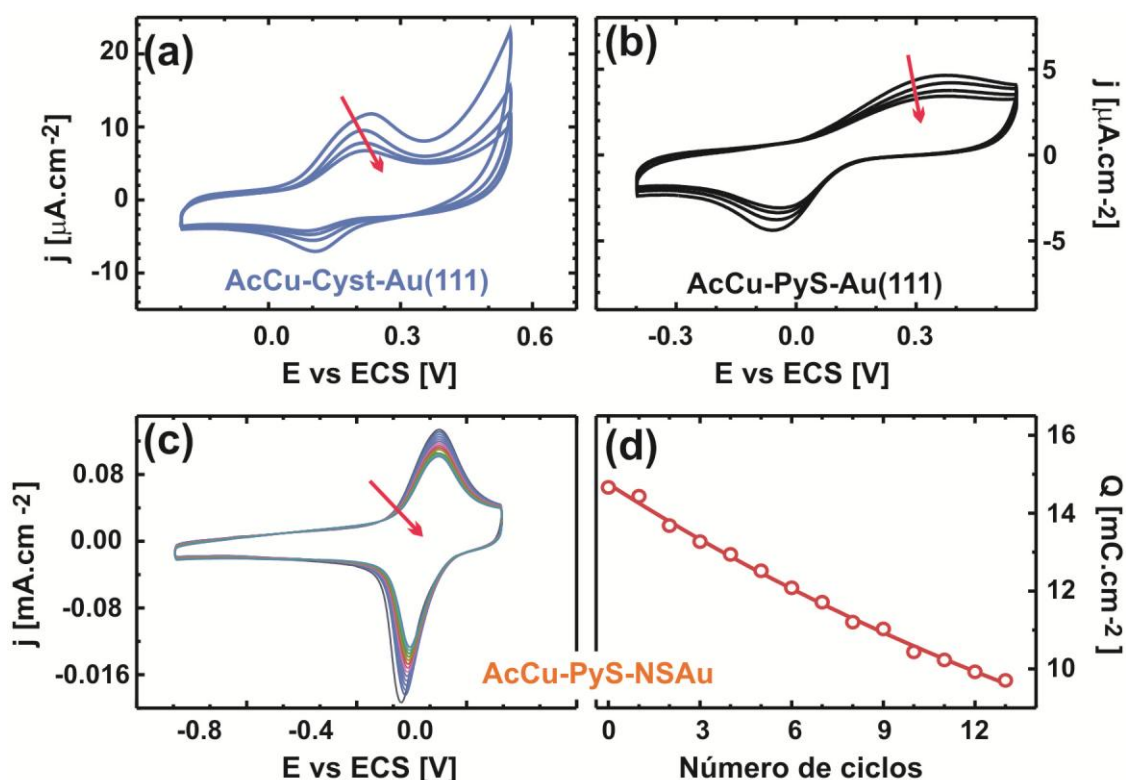 (a)
20
10
0
-10
j [µA.cm-2]
AcCu-Cyst-Au(111)
0.0 0.3 0.6
E vs ECS [V]
(b)
5
0
-5
j [µA.cm-2]
AcCu-PyS-Au(111)
-0.3 0.0 0.3
E vs ECS [V]
(c)
0.08
0.00
-0.08
-0.016
j [mA.cm-2]
AcCu-PyS-NSAu
-0.8 -0.4 0.0
E vs ECS [V]
(d)
16
14
12
10
Q [mC.cm-2]
0 3 6 9 12
Número de ciclos